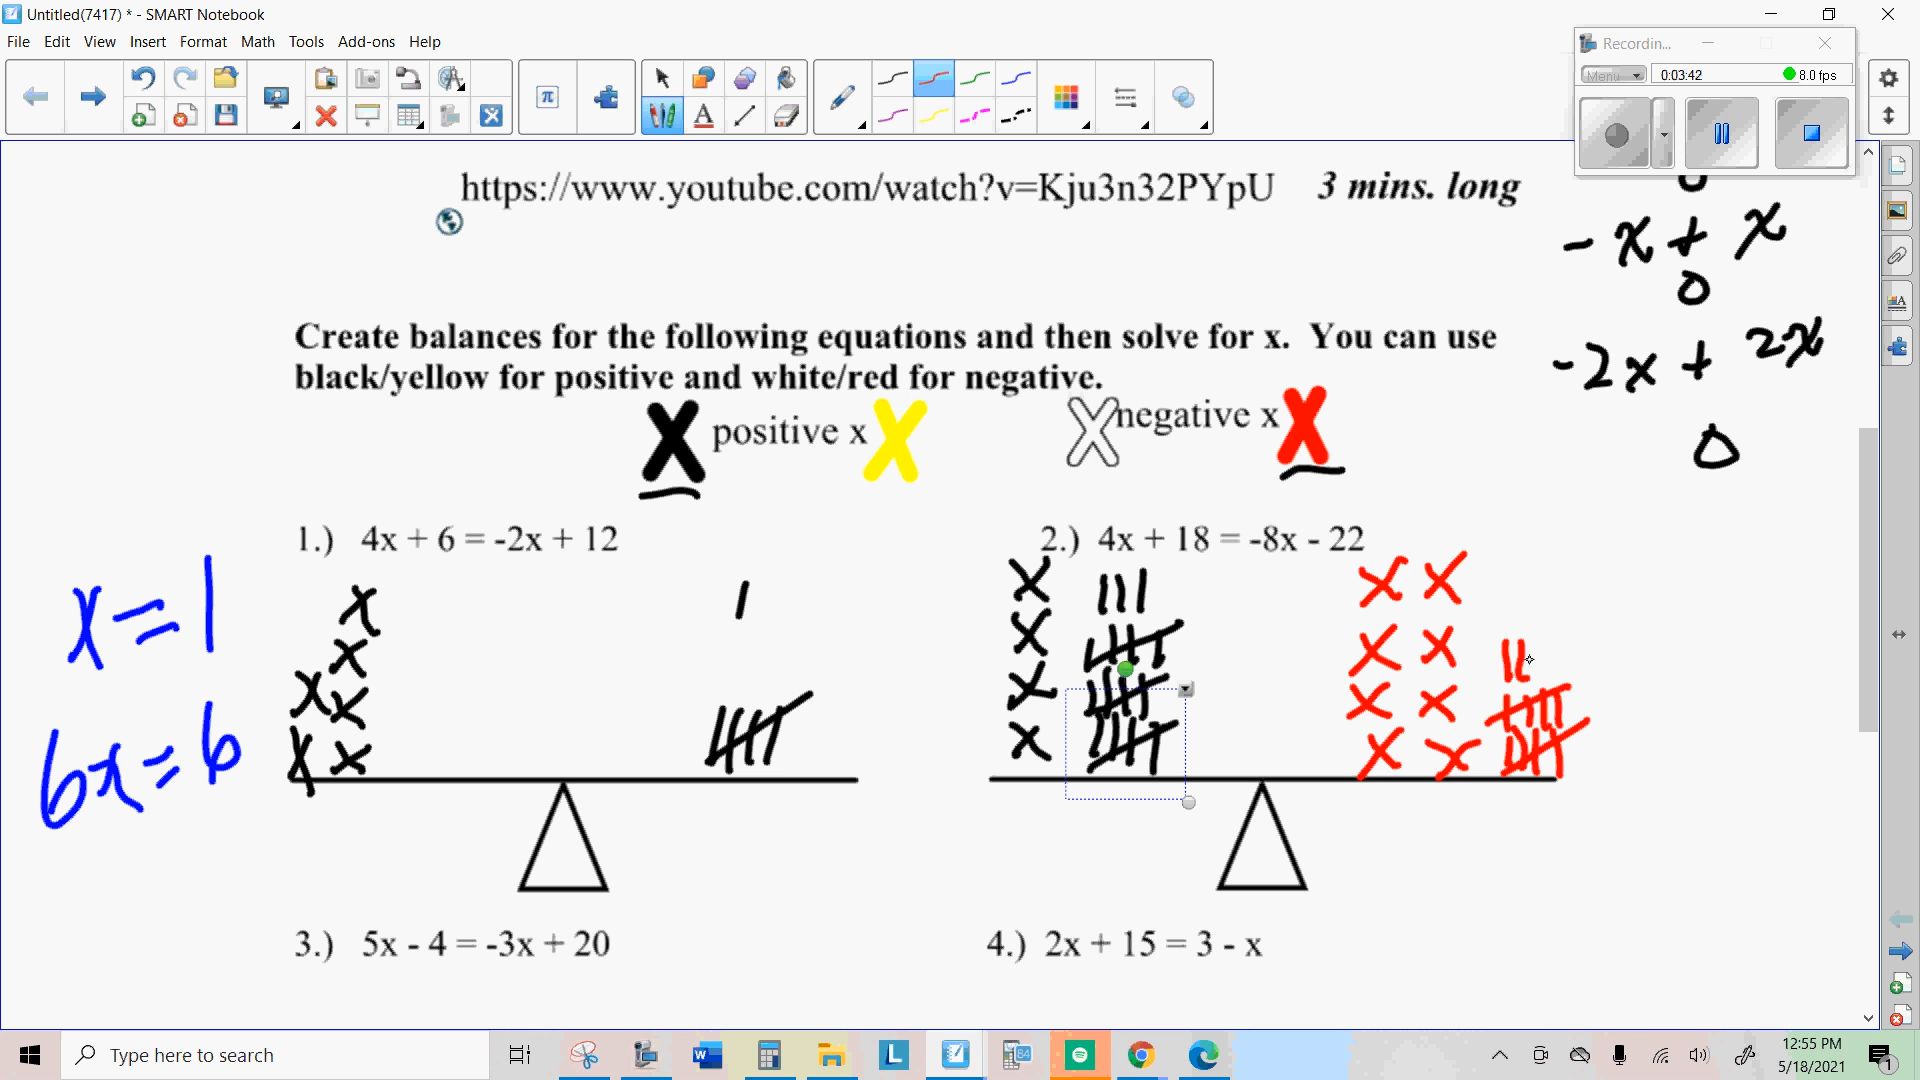 Untitled(7417) * - SMART Notebook
File Edit View Insert Format Math Tools Add-ons Help
Recordin...
Menu 0:03:42 8.0 fps
https://www.youtube.com/watch?v=Kju3n32PYpU 3 mins. long
- x + x
0
Create balances for the following equations and then solve for x. You can use
black/yellow for positive and white/red for negative.
-2x + 2x
0
X positive x X
X negative x X
1.) 4x + 6 = -2x + 12
x = 1
6x = 6
x
x
x x
x x
2.) 4x + 18 = -8x - 22
x
x
x
x
x x
x x
x x
x x
3.) 5x - 4 = -3x + 20
4.) 2x + 15 = 3 - x
Type here to search
12:55 PM
5/18/2021
1